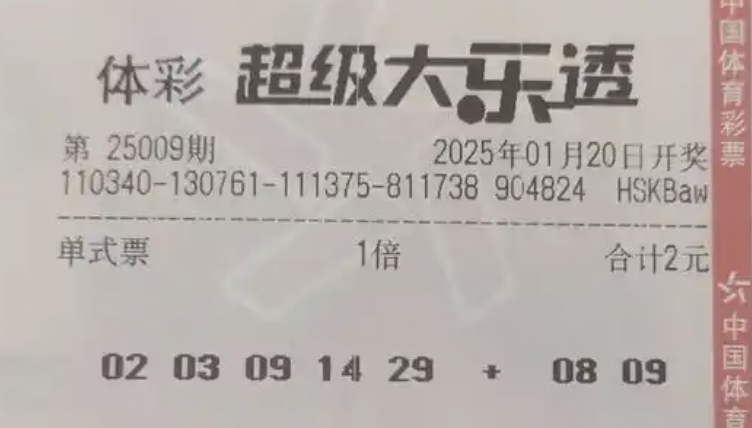 体彩 超级大乐透
第 25009期 2025年01月20日开奖
110340-130761-111375-811738 904824 HSKBaw
单式票 1倍 合计2元
02 03 09 14 29 + 08 09
中国体育彩票
中国体育